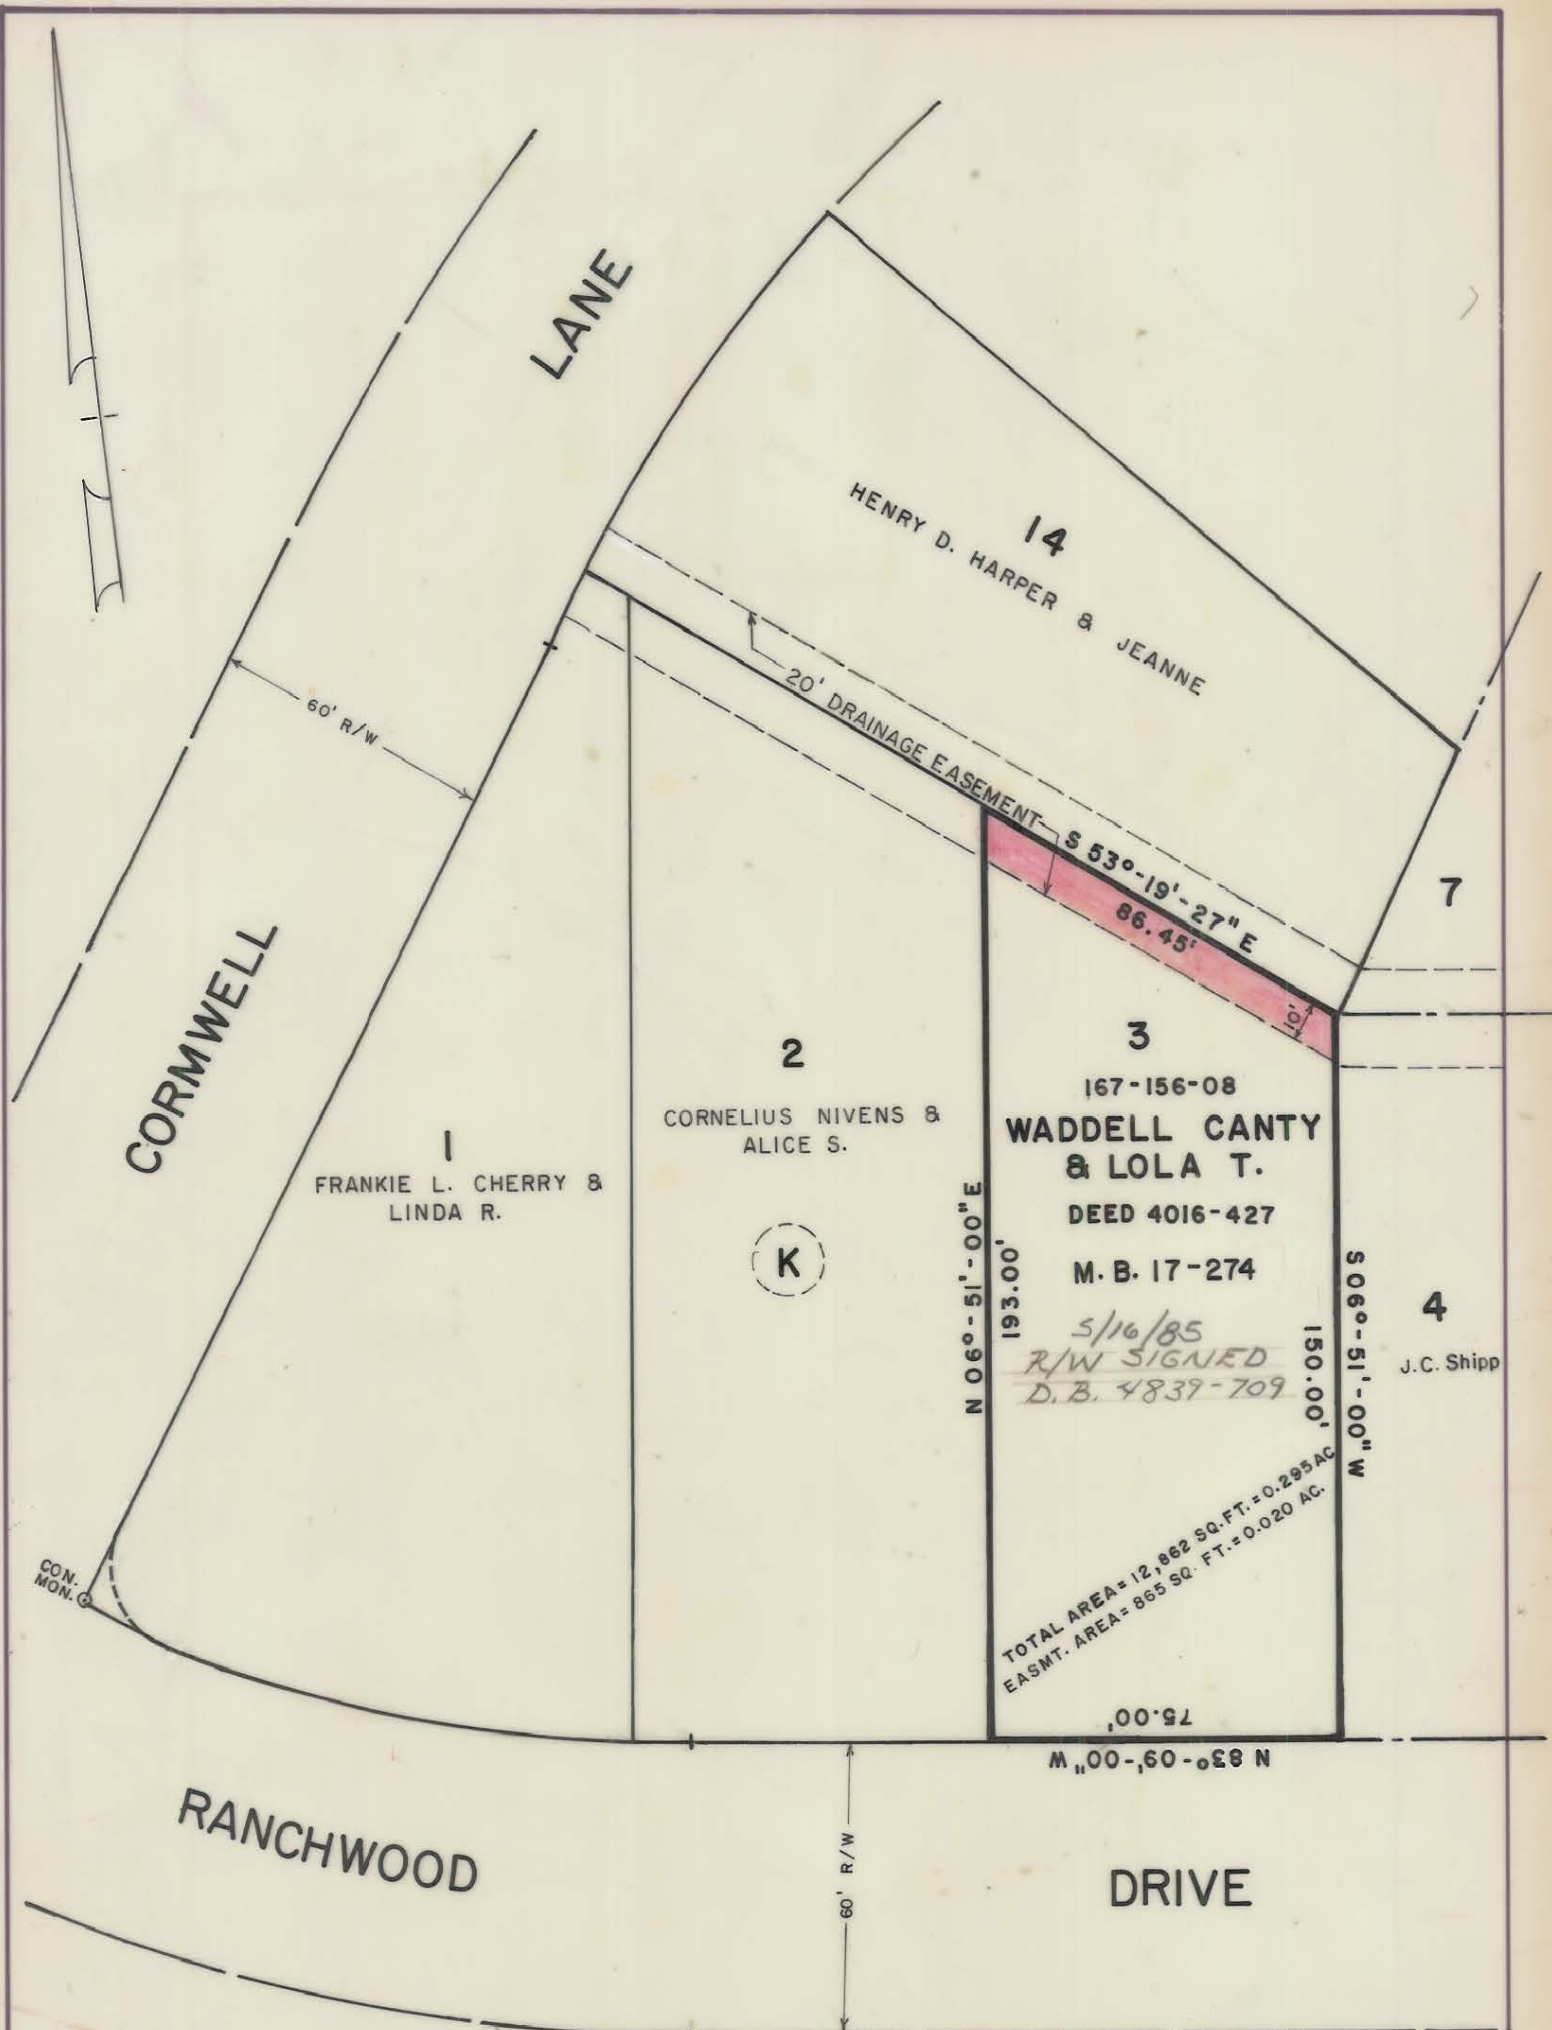 LANE
14
HENRY D. HARPER & JEANNE
60' R/W
20' DRAINAGE EASEMENT
S 53°-19'-27" E
86.45'
10'
7
CORMWELL
1
FRANKIE L. CHERRY &
LINDA R.
2
CORNELIUS NIVENS &
ALICE S.
K
3
167-156-08
WADDELL CANTY
& LOLA T.
DEED 4016-427
M.B. 17-274
5/16/85
R/W SIGNED
D.B. 4839-709
N 06°-51'-00" E
193.00'
150.00'
S 06°-51'-00" W
4
J.C. Shipp
TOTAL AREA = 12,862 SQ.FT. = 0.295 AC
EASMT. AREA = 865 SQ. FT. = 0.020 AC.
CON.
MON.
75.00'
N 83°-09'-00" W
RANCHWOOD
60' R/W
DRIVE